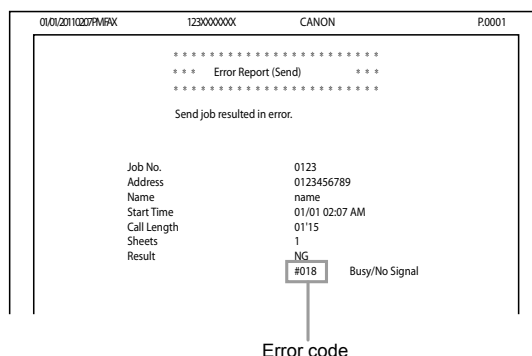 01/01/2011 02:07PM FAX 123XXXXXXX CANON P.0001
* * * * * * * * * * * * * * * * * * * * * *
* * * Error Report (Send) * * *
* * * * * * * * * * * * * * * * * * * * * *
Send job resulted in error.
Job No. 0123
Address 0123456789
Name name
Start Time 01/01 02:07 AM
Call Length 01'15
Sheets 1
Result NG
#018 Busy/No Signal
Error code